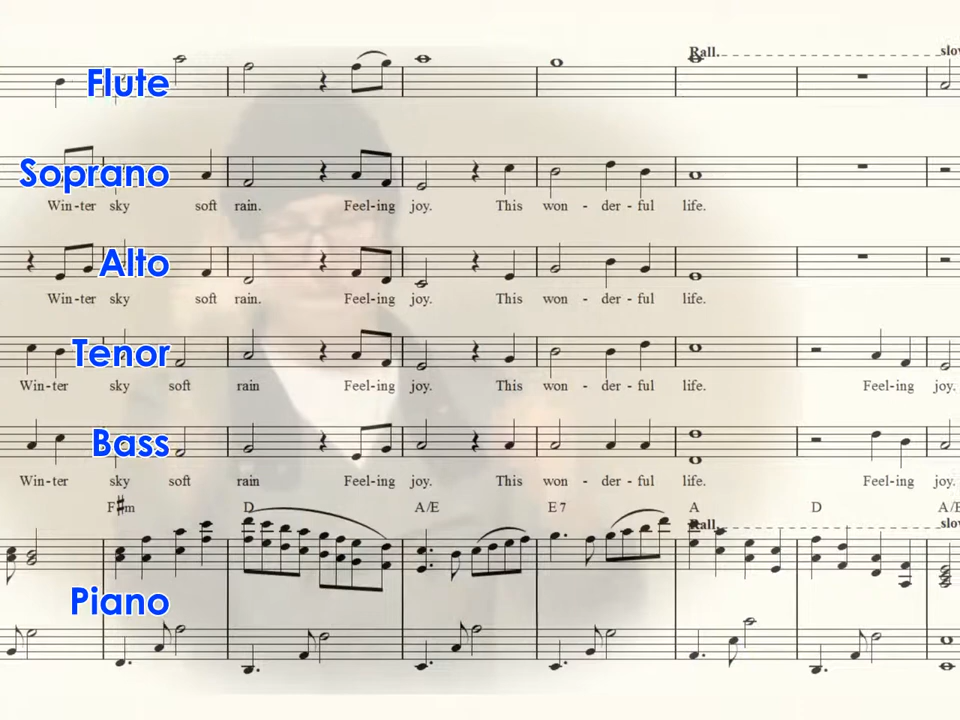 Rall. slov
Flute
Soprano
Win-ter sky soft rain. Feel-ing joy. This won - der - ful life.
Alto
Win-ter sky soft rain. Feel-ing joy. This won - der - ful life.
Tenor
Win-ter sky soft rain Feel-ing joy. This won - der - ful life. Feel-ing joy.
Bass
Win-ter sky soft rain Feel-ing joy. This won - der - ful life. Feel-ing joy.
F#m D A/E E7 A D A/E
Rall. slov
Piano